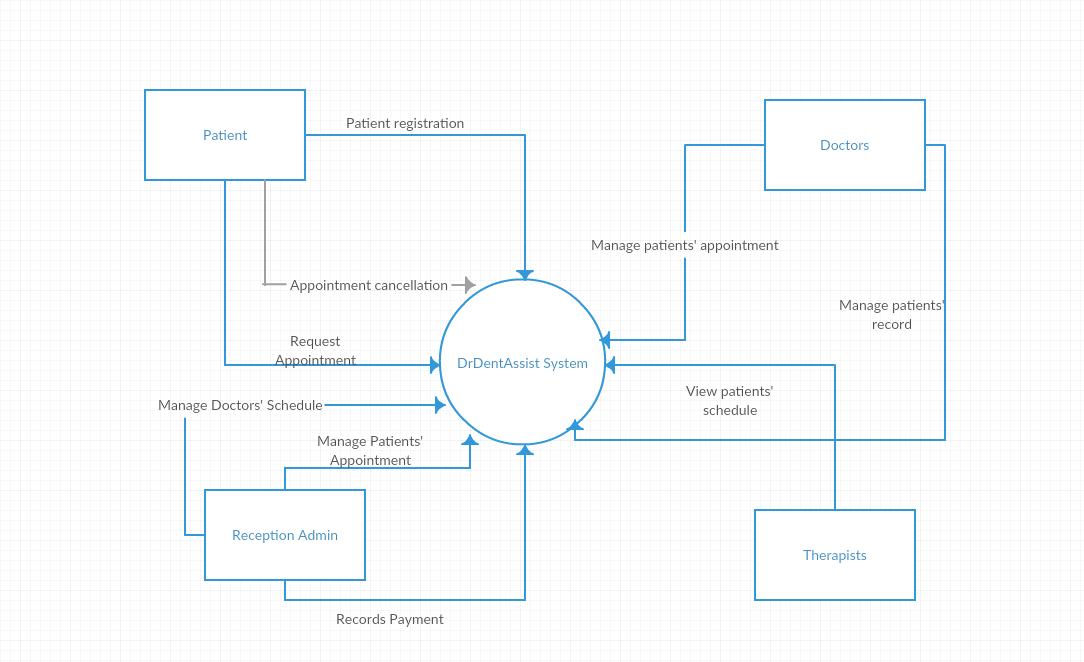 Patient registration
Patient
Doctors
Manage patients' appointment
Appointment cancellation
Manage patients'
record
Request
Appointment
DrDentAssist System
View patients'
schedule
Manage Doctors' Schedule
Manage Patients'
Appointment
Reception Admin
Therapists
Records Payment